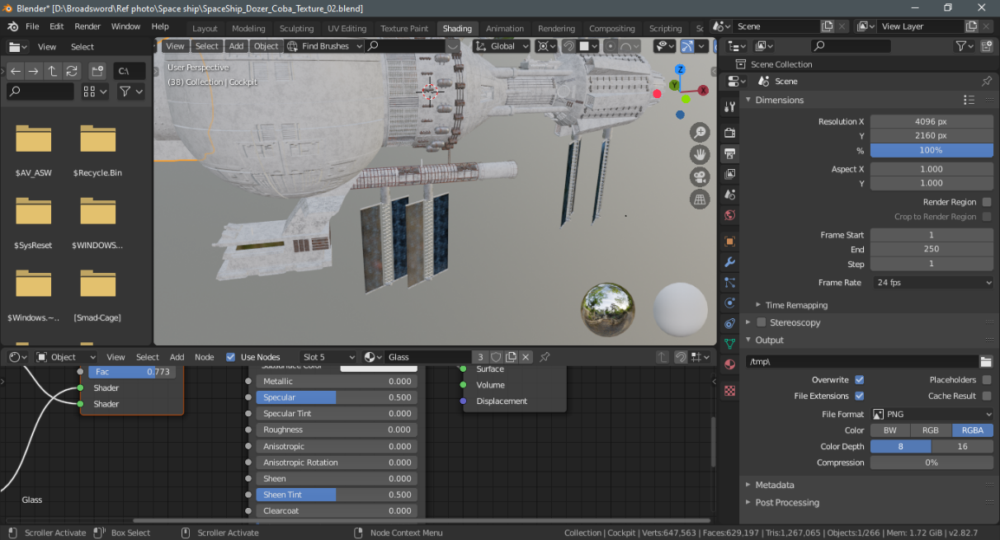 Blender* [D:\Broadsword\Ref photo\Space ship\SpaceShip_Dozer_Coba_Texture_02.blend]
File Edit Render Window Help Layout Modeling Sculpting UV Editing Texture Paint Shading Animation Rendering Compositing Scripting Sc Scene View Layer
View Select
View Select Add Object Find Brushes Global
C:\
User Perspective
(38) Collection | Cockpit
Z
Y
X
$AV_ASW $Recycle.Bin
$SysReset $WINDOWS...
$Windows.~.. [Smad-Cage]
Scene Collection
Scene
Dimensions
Resolution X 4096 px
Y 2160 px
% 100%
Aspect X 1.000
Y 1.000
Render Region
Crop to Render Region
Frame Start 1
End 250
Step 1
Frame Rate 24 fps
Time Remapping
Stereoscopy
Output
/tmp\
Overwrite Placeholders
File Extensions Cache Result
File Format PNG
Color BW RGB RGBA
Color Depth 8 16
Compression 0%
Metadata
Post Processing
Object View Select Add Node Use Nodes Slot 5 Glass 3
Fac 0.773
Shader
Shader
Glass
Subsurface Color
Metallic 0.000
Specular 0.500
Specular Tint 0.000
Roughness 0.000
Anisotropic 0.000
Anisotropic Rotation 0.000
Sheen 0.000
Sheen Tint 0.500
Clearcoat 0.000
Surface
Volume
Displacement
Scroller Activate Box Select Scroller Activate Node Context Menu Collection | Cockpit | Verts:647,563 | Faces:629,197 | Tris:1,267,065 | Objects:1/266 | Mem: 1.72 GiB | v2.82.7